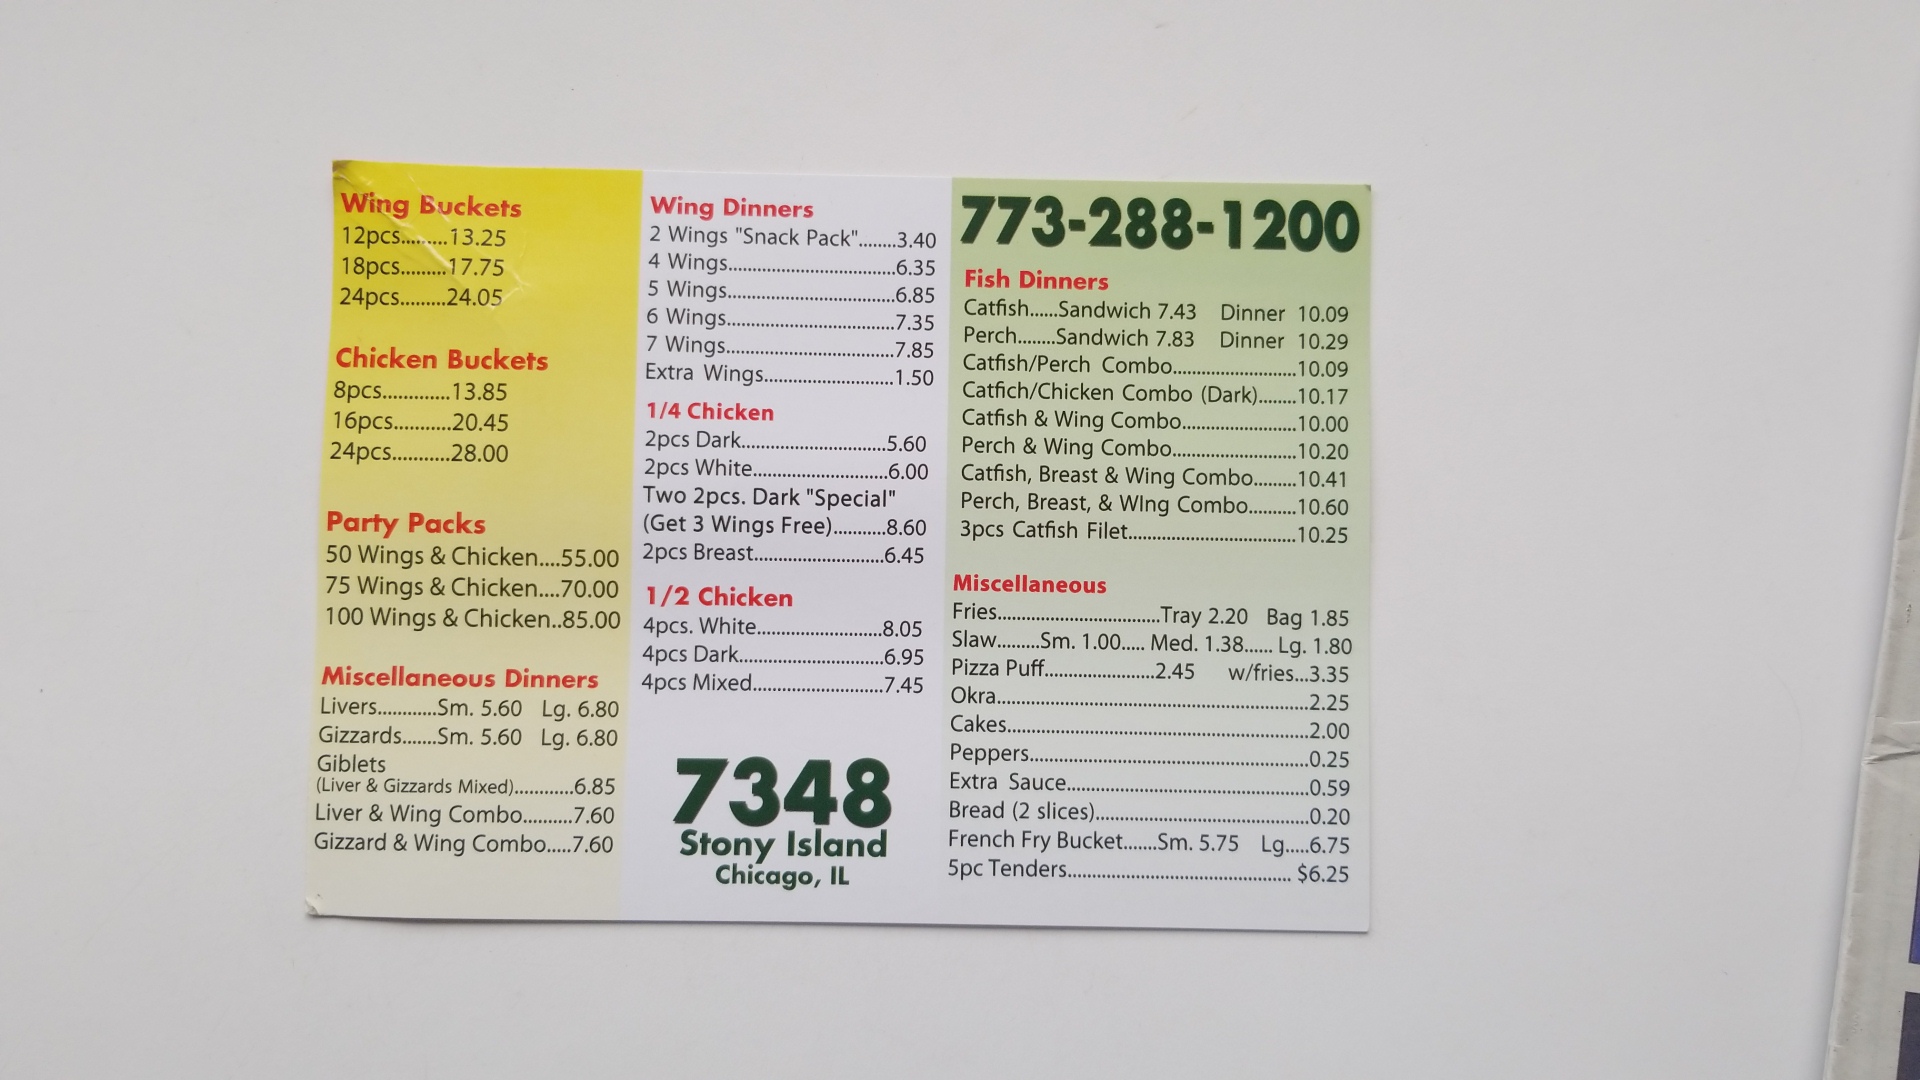 Wing Buckets
12pcs.........13.25
18pcs.........17.75
24pcs.........24.05
Chicken Buckets
8pcs.............13.85
16pcs...........20.45
24pcs...........28.00
Party Packs
50 Wings & Chicken....55.00
75 Wings & Chicken....70.00
100 Wings & Chicken..85.00
Miscellaneous Dinners
Livers............Sm. 5.60 Lg. 6.80
Gizzards.......Sm. 5.60 Lg. 6.80
Giblets
(Liver & Gizzards Mixed)............6.85
Liver & Wing Combo..........7.60
Gizzard & Wing Combo.....7.60
Wing Dinners
2 Wings "Snack Pack"........3.40
4 Wings...................................6.35
5 Wings...................................6.85
6 Wings...................................7.35
7 Wings...................................7.85
Extra Wings...........................1.50
1/4 Chicken
2pcs Dark..............................5.60
2pcs White............................6.00
Two 2pcs. Dark "Special"
(Get 3 Wings Free)...........8.60
2pcs Breast...........................6.45
1/2 Chicken
4pcs. White..........................8.05
4pcs Dark..............................6.95
4pcs Mixed...........................7.45
7348
Stony Island
Chicago, IL
773-288-1200
Fish Dinners
Catfish......Sandwich 7.43 Dinner 10.09
Perch........Sandwich 7.83 Dinner 10.29
Catfish/Perch Combo..........................10.09
Catfich/Chicken Combo (Dark)........10.17
Catfish & Wing Combo........................10.00
Perch & Wing Combo..........................10.20
Catfish, Breast & Wing Combo.........10.41
Perch, Breast, & WIng Combo..........10.60
3pcs Catfish Filet...................................10.25
Miscellaneous
Fries..................................Tray 2.20 Bag 1.85
Slaw.........Sm. 1.00..... Med. 1.38...... Lg. 1.80
Pizza Puff.......................2.45 w/fries...3.35
Okra.................................................................2.25
Cakes...............................................................2.00
Peppers...........................................................0.25
Extra Sauce...................................................0.59
Bread (2 slices).............................................0.20
French Fry Bucket.......Sm. 5.75 Lg.....6.75
5pc Tenders............................................... $6.25